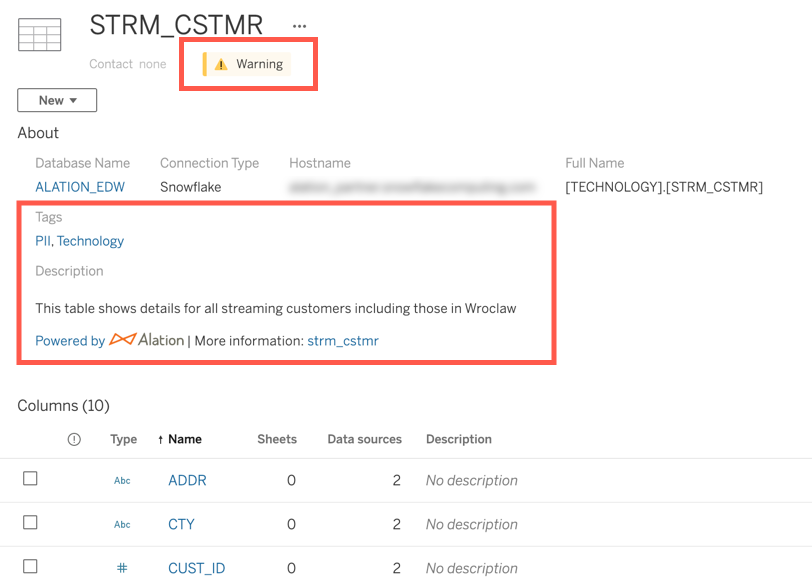 STRM_CSTMR ...
Contact none
Warning
New
About
Database Name Connection Type Hostname Full Name
ALATION_EDW Snowflake [TECHNOLOGY].[STRM_CSTMR]
Tags
PII, Technology
Description
This table shows details for all streaming customers including those in Wroclaw
Powered by Alation | More information: strm_cstmr
Columns (10)
Type ↑ Name Sheets Data sources Description
Abc ADDR 0 2 No description
Abc CTY 0 2 No description
# CUST_ID 0 2 No description